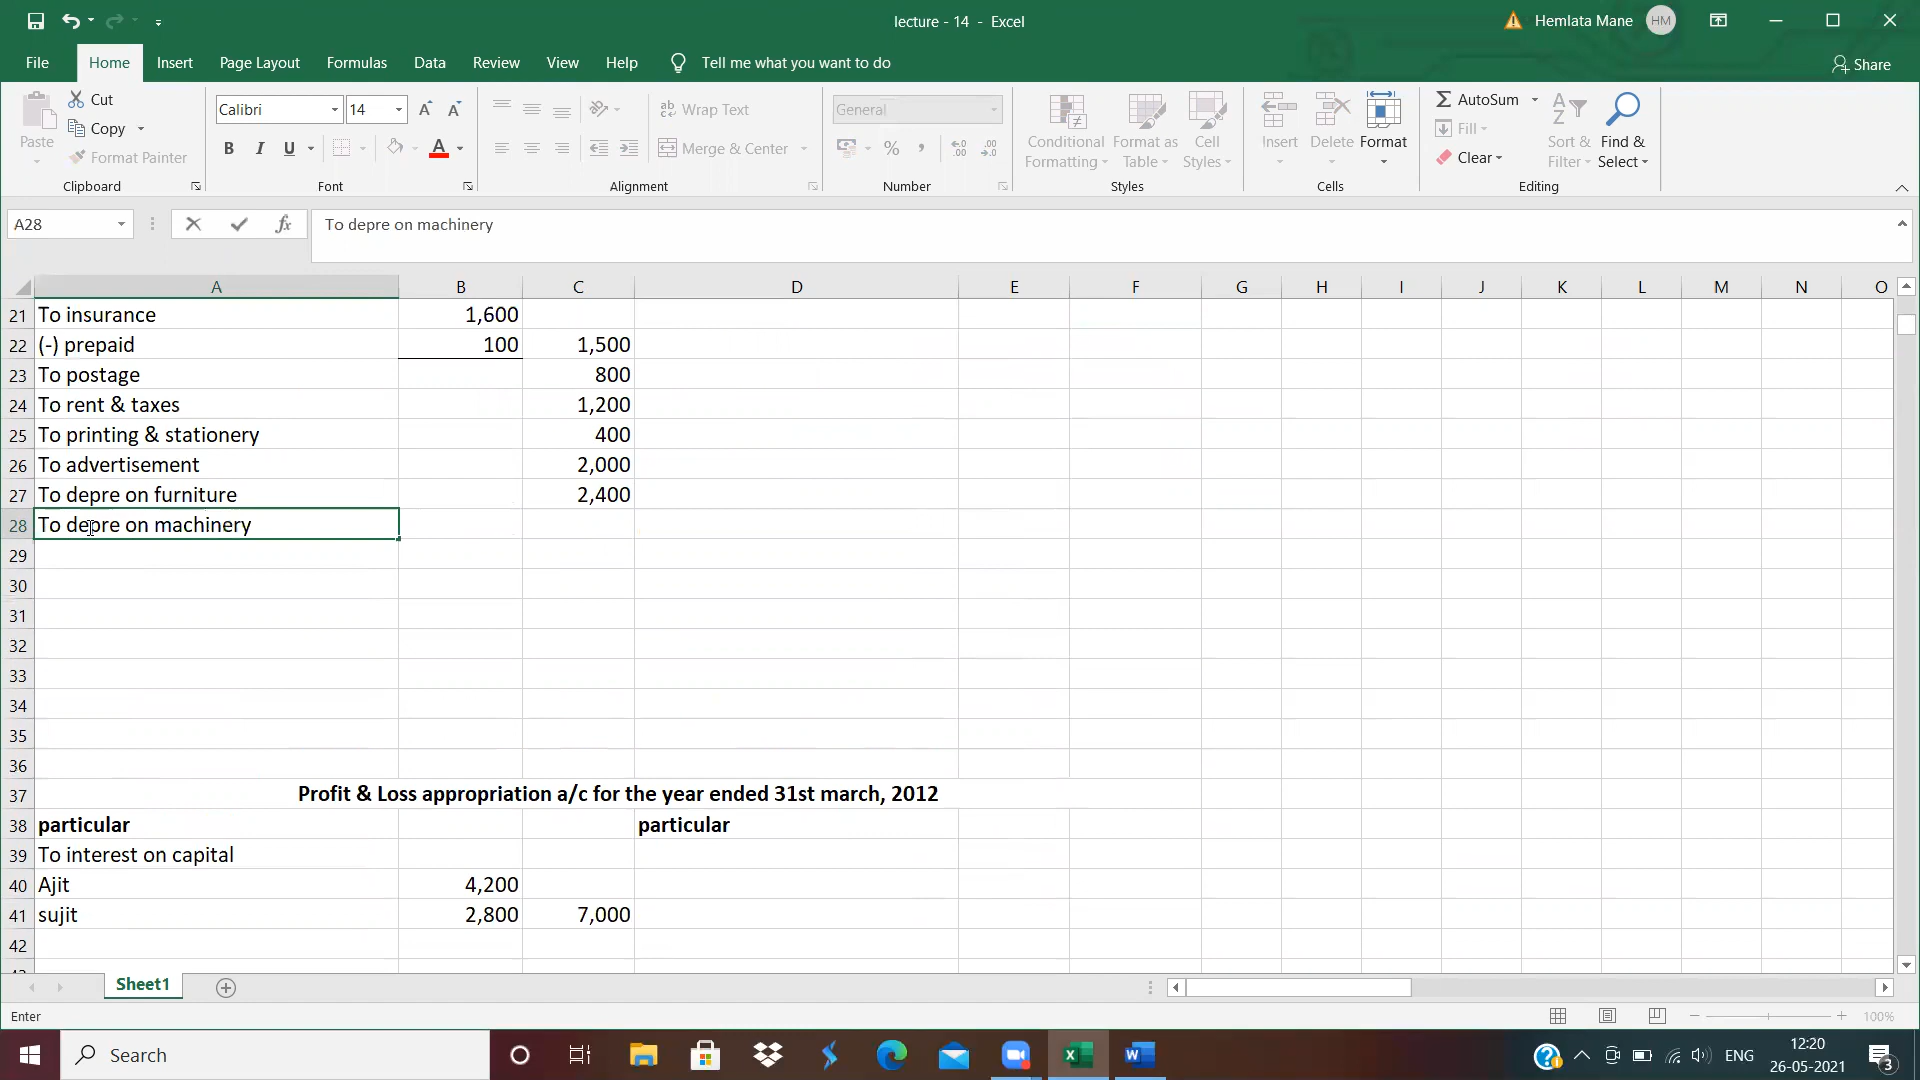 lecture - 14 - Excel
Hemlata Mane HM
File Home Insert Page Layout Formulas Data Review View Help Tell me what you want to do Share
Paste Cut Copy Format Painter Clipboard
Calibri 14 A A B I U A Font
ab Wrap Text Merge & Center Alignment
General % , Number
Conditional Formatting Format as Table Cell Styles Styles
Insert Delete Format Cells
AutoSum Fill Clear Sort & Filter Find & Select Editing
A28 fx To depre on machinery
A B C D E F G H I J K L M N O
21 To insurance 1,600
22 (-) prepaid 100 1,500
23 To postage 800
24 To rent & taxes 1,200
25 To printing & stationery 400
26 To advertisement 2,000
27 To depre on furniture 2,400
28 To depre on machinery
29
30
31
32
33
34
35
36
37 Profit & Loss appropriation a/c for the year ended 31st march, 2012
38 particular particular
39 To interest on capital
40 Ajit 4,200
41 sujit 2,800 7,000
42
Sheet1
Enter 100%
Search ENG 12:20
26-05-2021 3